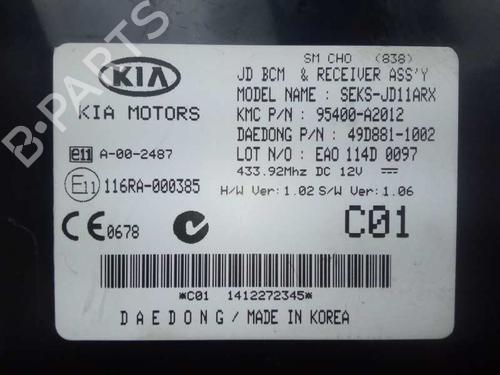 SM CHO (838)
KIA
JD BCM & RECEIVER ASS'Y
MODEL NAME : SEKS-JD11ARX
KIA MOTORS
KMC P/N : 95400-A2012
DAEDONG P/N : 49D881-1002
e11 A-00-2487
LOT N/O : EAO 114D 0097
433.92Mhz DC 12V
E11 116RA-000385
H/W Ver: 1.02 S/W Ver: 1.06
CE 0678
C01
*C01 1412272345*
DAEDONG / MADE IN KOREA
B-PARTS